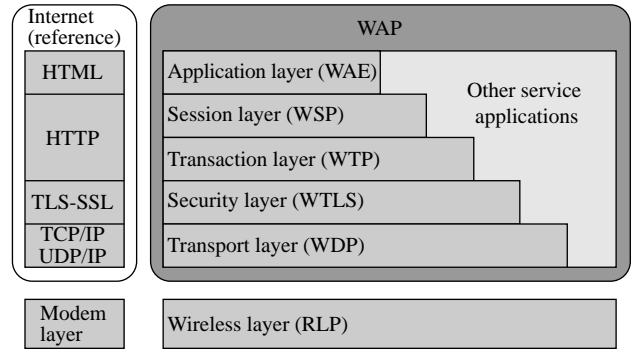 Internet
(reference)
HTML
HTTP
TLS-SSL
TCP/IP
UDP/IP
Modem
layer
WAP
Application layer (WAE)
Session layer (WSP)
Transaction layer (WTP)
Security layer (WTLS)
Transport layer (WDP)
Other service
applications
Wireless layer (RLP)